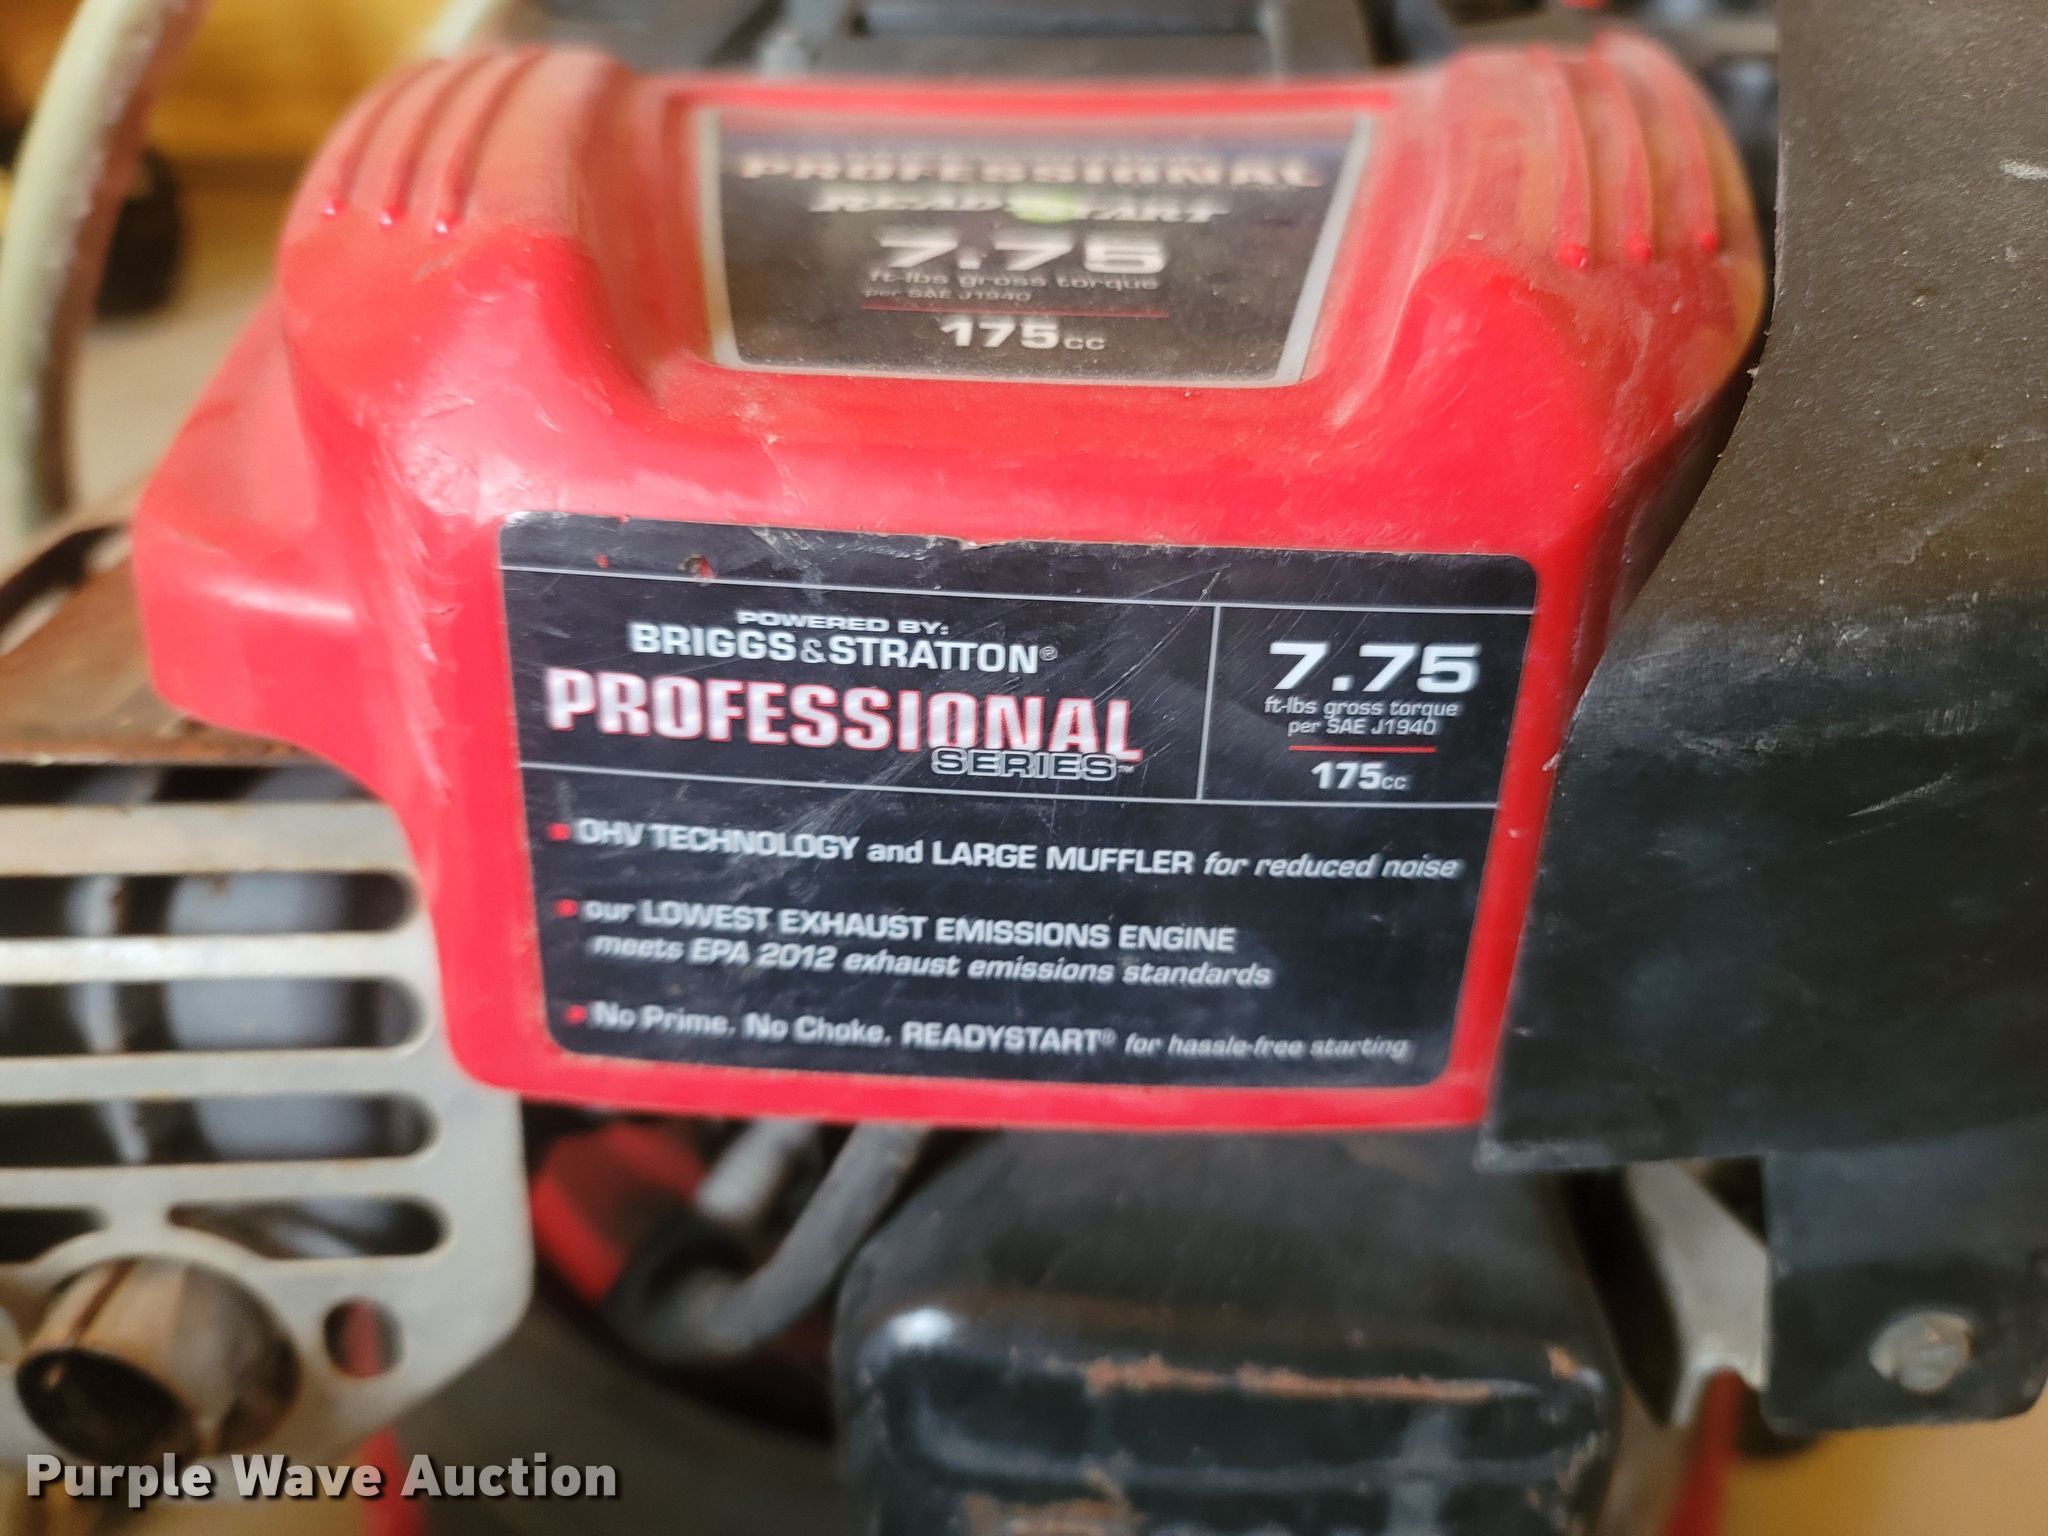 PROFESSIONAL
READYSTART
7.75
ft-lbs gross torque
per SAE J1940
175cc
POWERED BY:
BRIGGS&STRATTON®
PROFESSIONAL
SERIES™
7.75
ft-lbs gross torque
per SAE J1940
175cc
OHV TECHNOLOGY and LARGE MUFFLER for reduced noise
our LOWEST EXHAUST EMISSIONS ENGINE
meets EPA 2012 exhaust emissions standards
No Prime, No Choke, READYSTART® for hassle-free starting
Purple Wave Auction